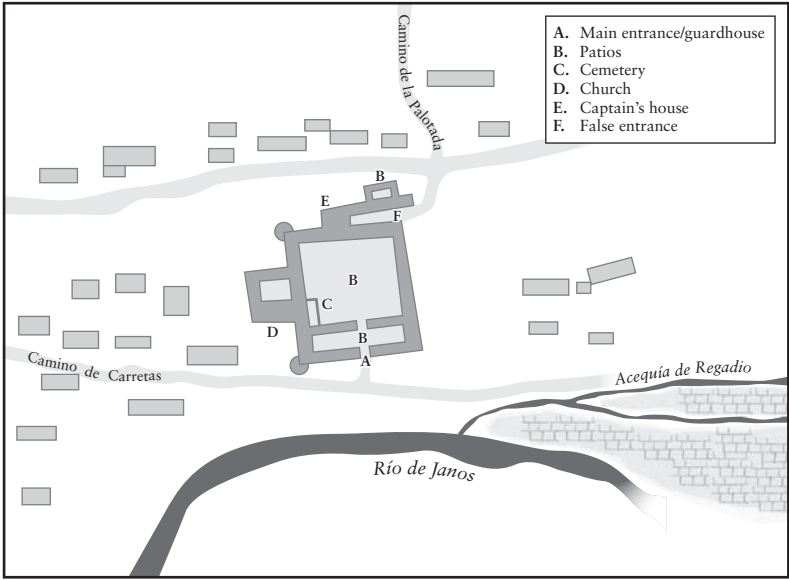 Camino de la Palotada
A. Main entrance/guardhouse
B. Patios
C. Cemetery
D. Church
E. Captain's house
F. False entrance
B
E
F
B
C
D
B
A
Camino de Carretas
Acequía de Regadio
Río de Janos